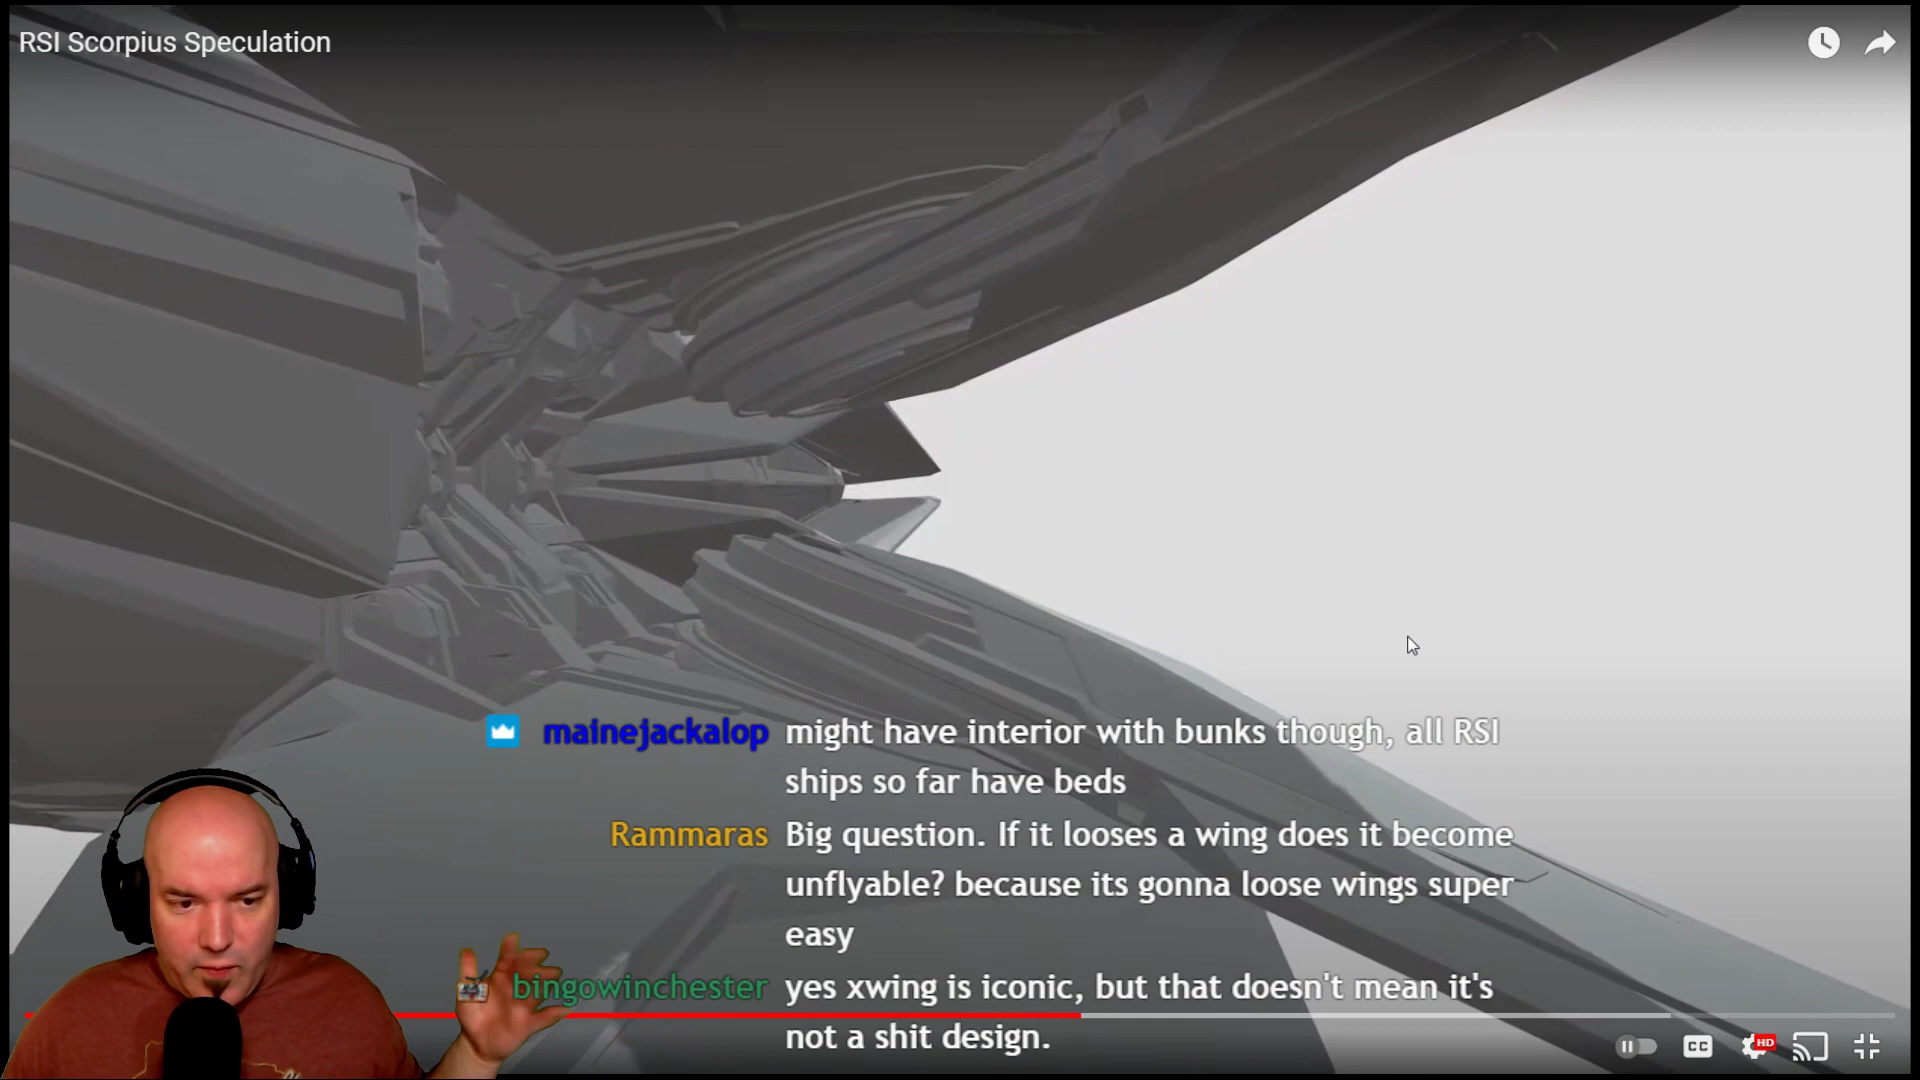 RSI Scorpius Speculation
mainejackalop might have interior with bunks though, all RSI
ships so far have beds
Rammaras Big question. If it looses a wing does it become
unflyable? because its gonna loose wings super
easy
bingowinchester yes xwing is iconic, but that doesn't mean it's
not a shit design.
CC HD